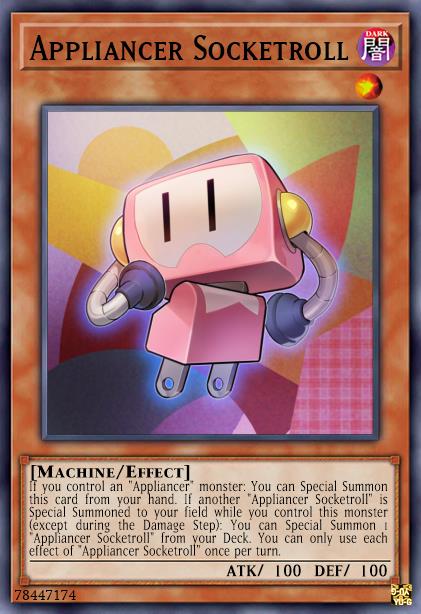 APPLIANCER SOCKETROLL
DARK
闇
[MACHINE/EFFECT]
If you control an "Appliancer" monster: You can Special Summon
this card from your hand. If another "Appliancer Socketroll" is
Special Summoned to your field while you control this monster
(except during the Damage Step): You can Special Summon 1
"Appliancer Socketroll" from your Deck. You can only use each
effect of "Appliancer Socketroll" once per turn.
ATK/ 100 DEF/ 100
78447174